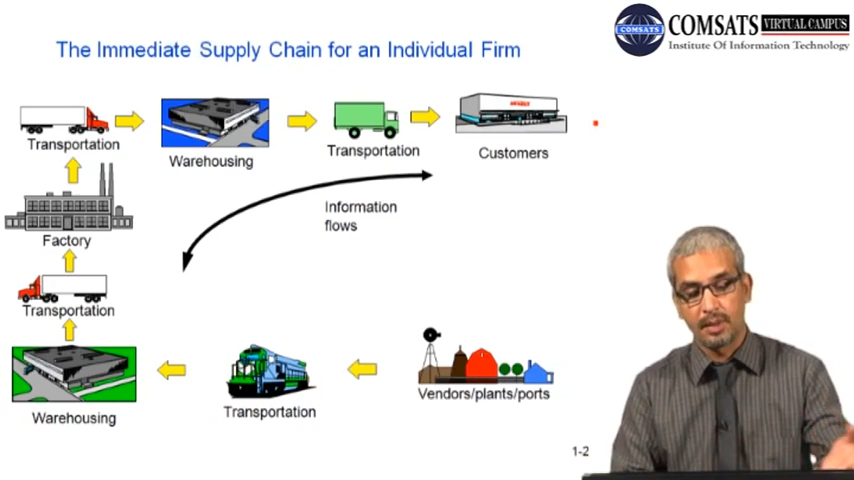 The Immediate Supply Chain for an Individual Firm
COMSATS
COMSATS VIRTUAL CAMPUS
Institute Of Information Technology
Transportation
Warehousing
Transportation
Customers
Information
flows
Factory
Transportation
Warehousing
Transportation
Vendors/plants/ports
1-2